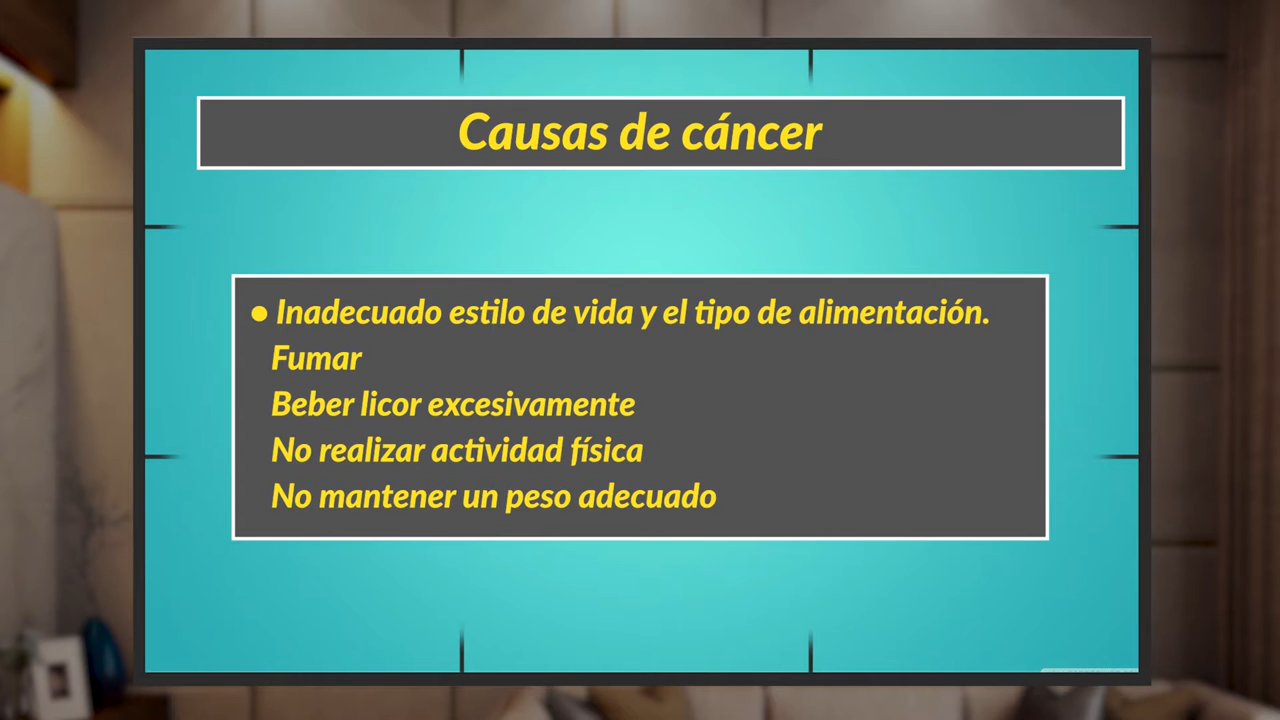 Causas de cáncer
• Inadecuado estilo de vida y el tipo de alimentación.
Fumar
Beber licor excesivamente
No realizar actividad física
No mantener un peso adecuado